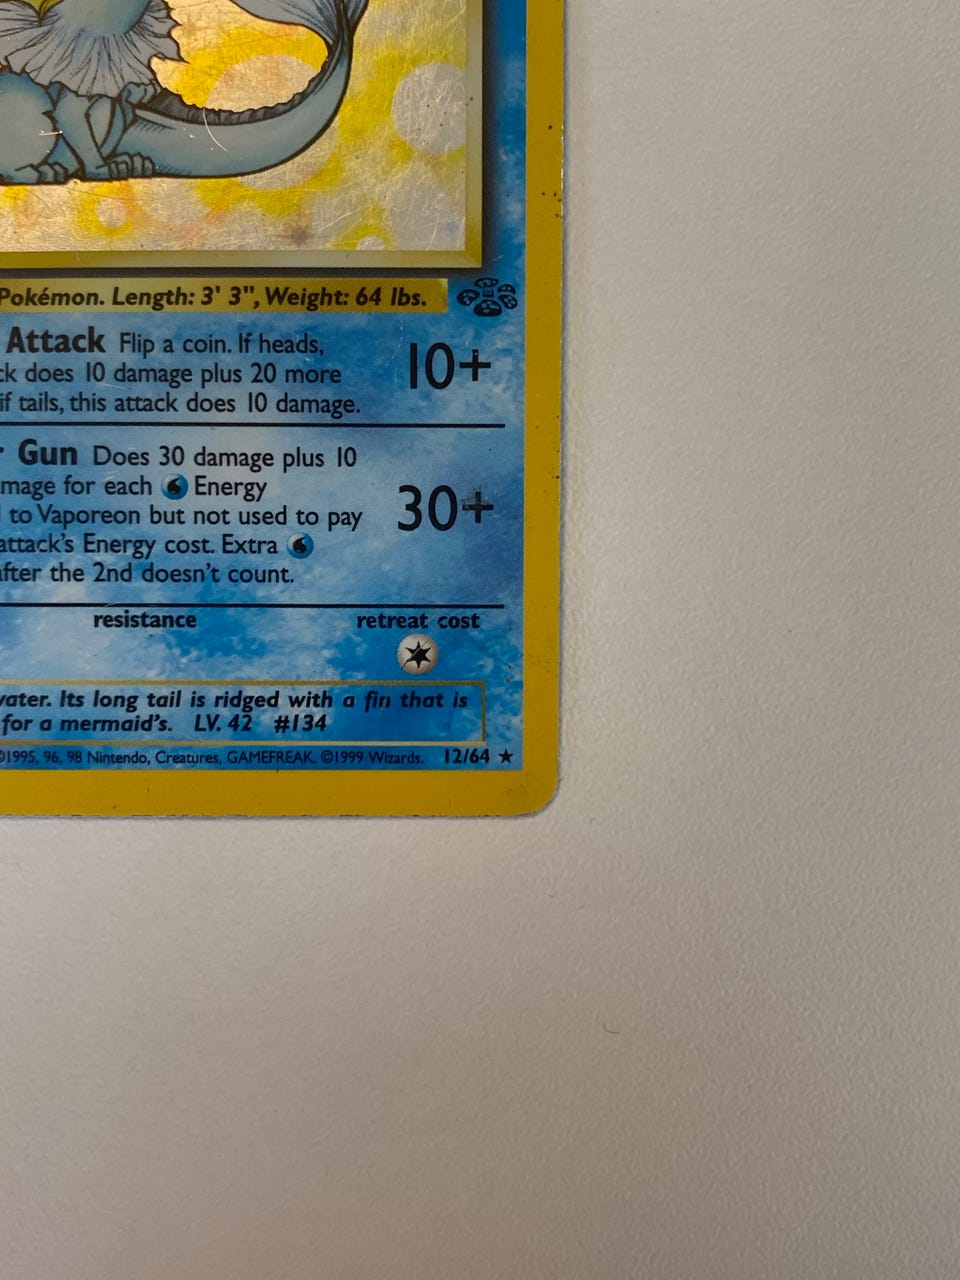 Pokémon. Length: 3' 3", Weight: 64 lbs.
Attack Flip a coin. If heads,
ck does 10 damage plus 20 more
if tails, this attack does 10 damage.
10+
r Gun Does 30 damage plus 10
mage for each Energy
d to Vaporeon but not used to pay
attack's Energy cost. Extra
after the 2nd doesn't count.
30+
resistance retreat cost
water. Its long tail is ridged with a fin that is
for a mermaid's. LV. 42 #134
©1995, 96, 98 Nintendo, Creatures, GAMEFREAK. ©1999 Wizards. 12/64 ★